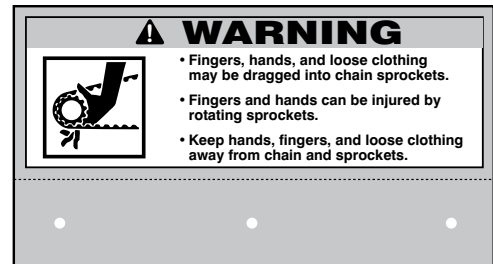 WARNING
• Fingers, hands, and loose clothing
may be dragged into chain sprockets.
• Fingers and hands can be injured by
rotating sprockets.
• Keep hands, fingers, and loose clothing
away from chain and sprockets.